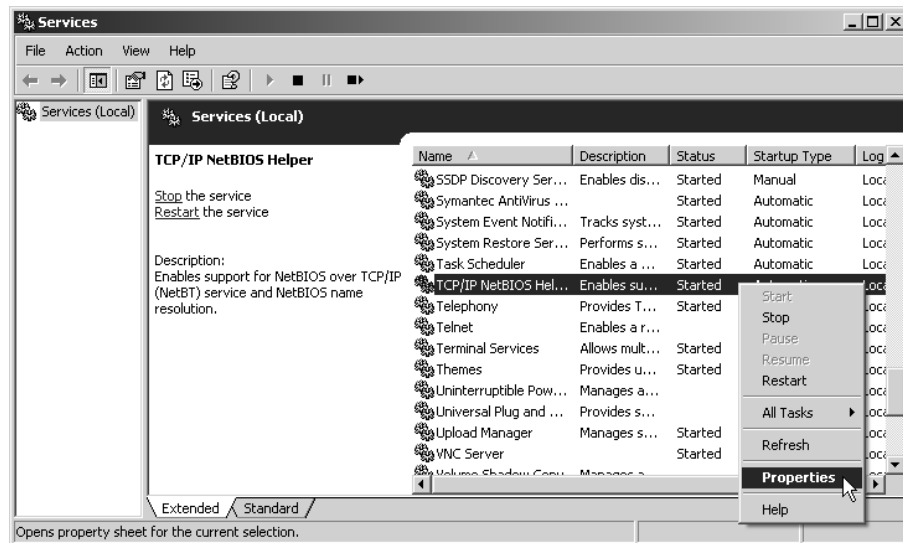 Services
File Action View Help
Services (Local)
Services (Local)
TCP/IP NetBIOS Helper
Stop the service
Restart the service
Description:
Enables support for NetBIOS over TCP/IP
(NetBT) service and NetBIOS name
resolution.
Name Description Status Startup Type Log
SSDP Discovery Ser... Enables dis... Started Manual Loca
Symantec AntiVirus ... Started Automatic Loca
System Event Notifi... Tracks syst... Started Automatic Loca
System Restore Ser... Performs s... Started Automatic Loca
Task Scheduler Enables a ... Started Automatic Loca
TCP/IP NetBIOS Hel... Enables su... Started
Telephony Provides T... Started
Telnet Enables a r...
Terminal Services Allows mult... Started
Themes Provides u... Started
Uninterruptible Pow... Manages a...
Universal Plug and ... Provides s...
Upload Manager Manages s... Started
VNC Server Started
Start
Stop
Pause
Resume
Restart
All Tasks
Refresh
Properties
Help
Extended Standard
Opens property sheet for the current selection.